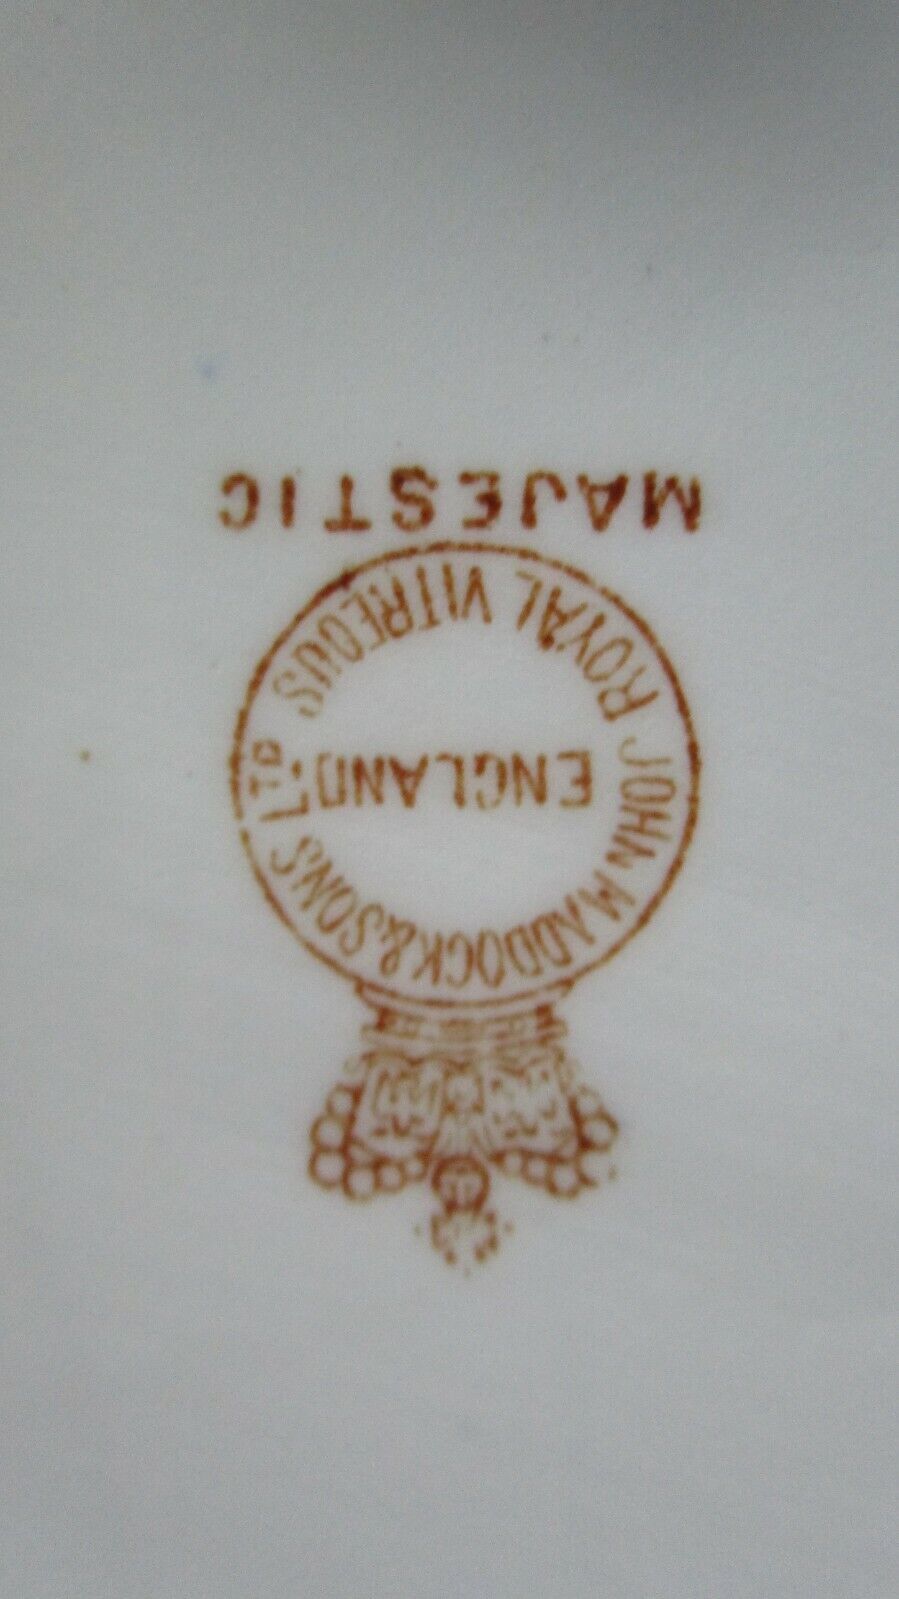 JOHN MADDOCK & SONS LTD
ENGLAND.
ROYAL VITREOUS
MAJESTIC